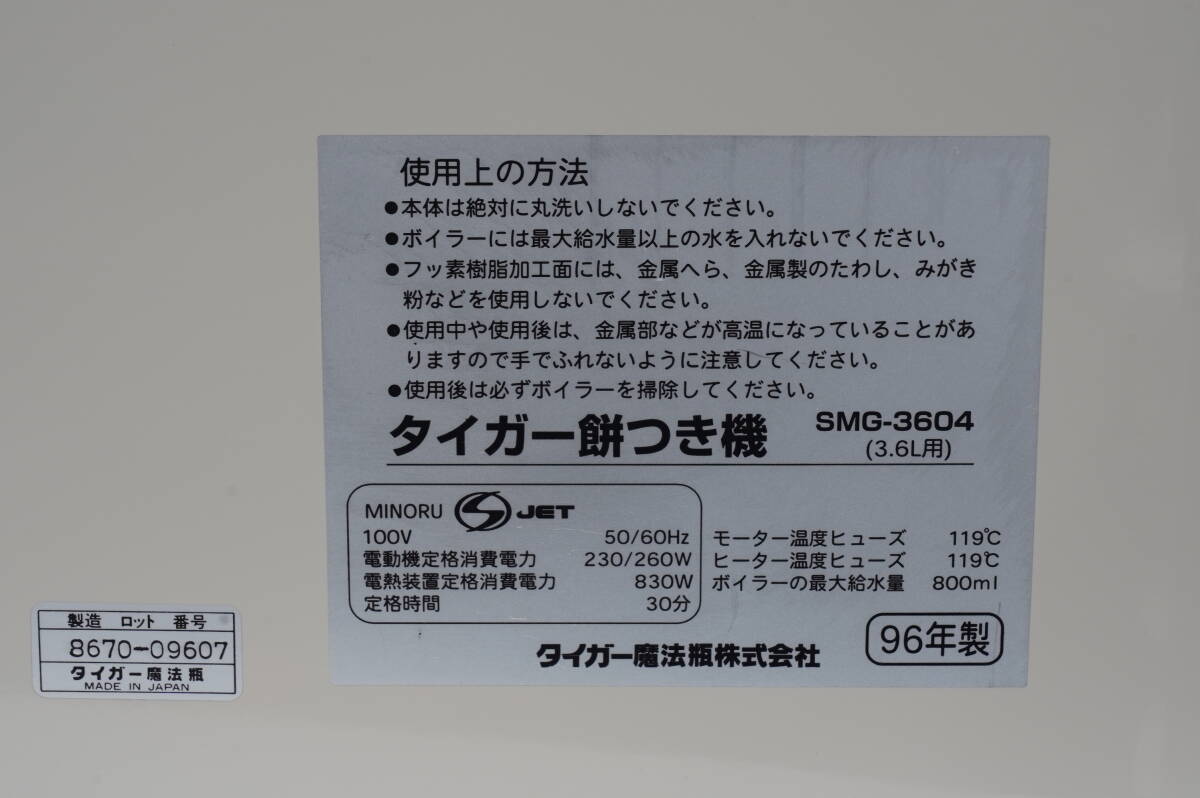 使用上の方法
●本体は絶対に丸洗いしないでください。
●ボイラーには最大給水量以上の水を入れないでください。
●フッ素樹脂加工面には、金属へら、金属製のたわし、みがき
粉などを使用しないでください。
●使用中や使用後は、金属部などが高温になっていることがあ
りますので手でふれないように注意してください。
●使用後は必ずボイラーを掃除してください。
タイガー餅つき機 SMG-3604
(3.6L用)
MINORU JET
100V 50/60Hz
電動機定格消費電力 230/260W
電熱装置定格消費電力 830W
定格時間 30分
モーター温度ヒューズ 119℃
ヒーター温度ヒューズ 119℃
ボイラーの最大給水量 800ml
タイガー魔法瓶株式会社
96年製
製造 ロット 番号
8670-09607
タイガー魔法瓶
MADE IN JAPAN